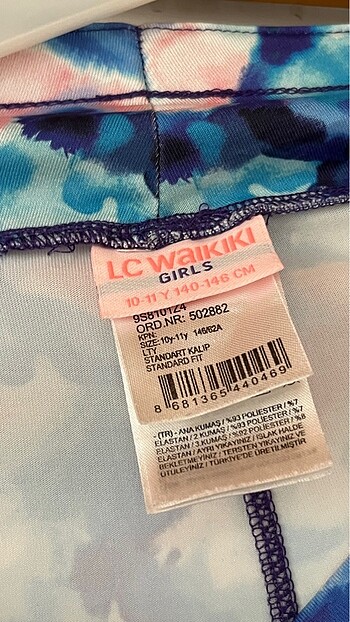 LC WAIKIKI
GIRLS
10-11 Y 140-146 CM
9S8101Z4
ORD.NR: 502882
KPN:
SIZE:10y-11y 146/82A
LTY
STANDART KALIP
STANDARD FIT
8 681365 440469
- (TR) - ANA KUMAŞ / %93 POLIESTER / %7
ELASTAN / 2.KUMAŞ / %93 POLIESTER / %7
ELASTAN / 3.KUMAŞ / %92 POLIESTER / %8
ELASTAN / AYRI YIKAYINIZ / ISLAK HALDE
BEKLETMEYİNİZ / TERSTEN YIKAYINIZ VE
ÜTÜLEYİNİZ / TÜRKİYE'DE ÜRETİLMİŞTİR